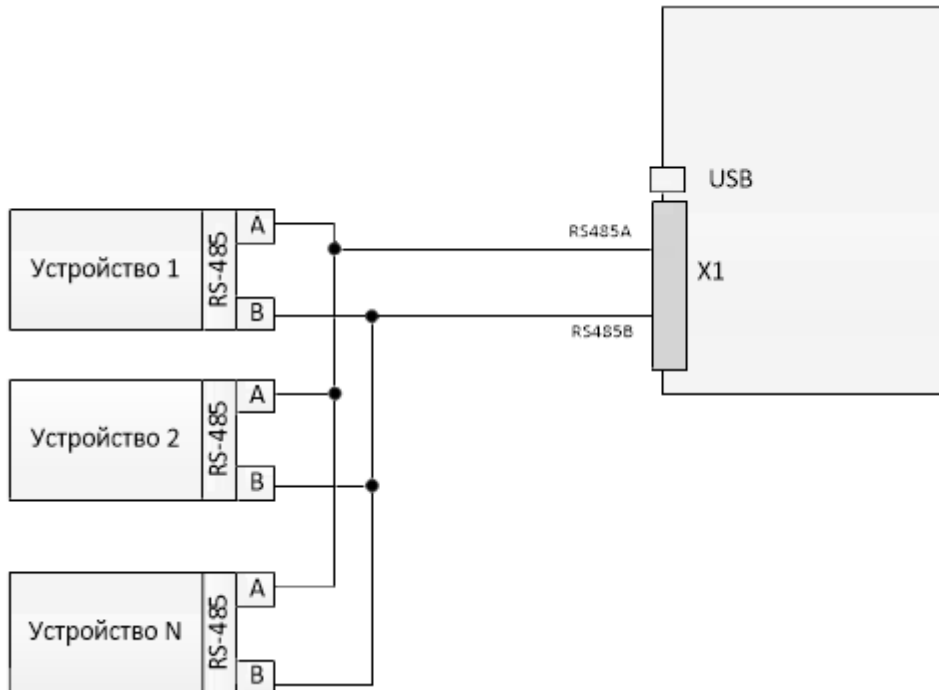 USB
X1
RS485A
RS485B
Устройство 1
RS-485
A
B
Устройство 2
RS-485
A
B
Устройство N
RS-485
A
B